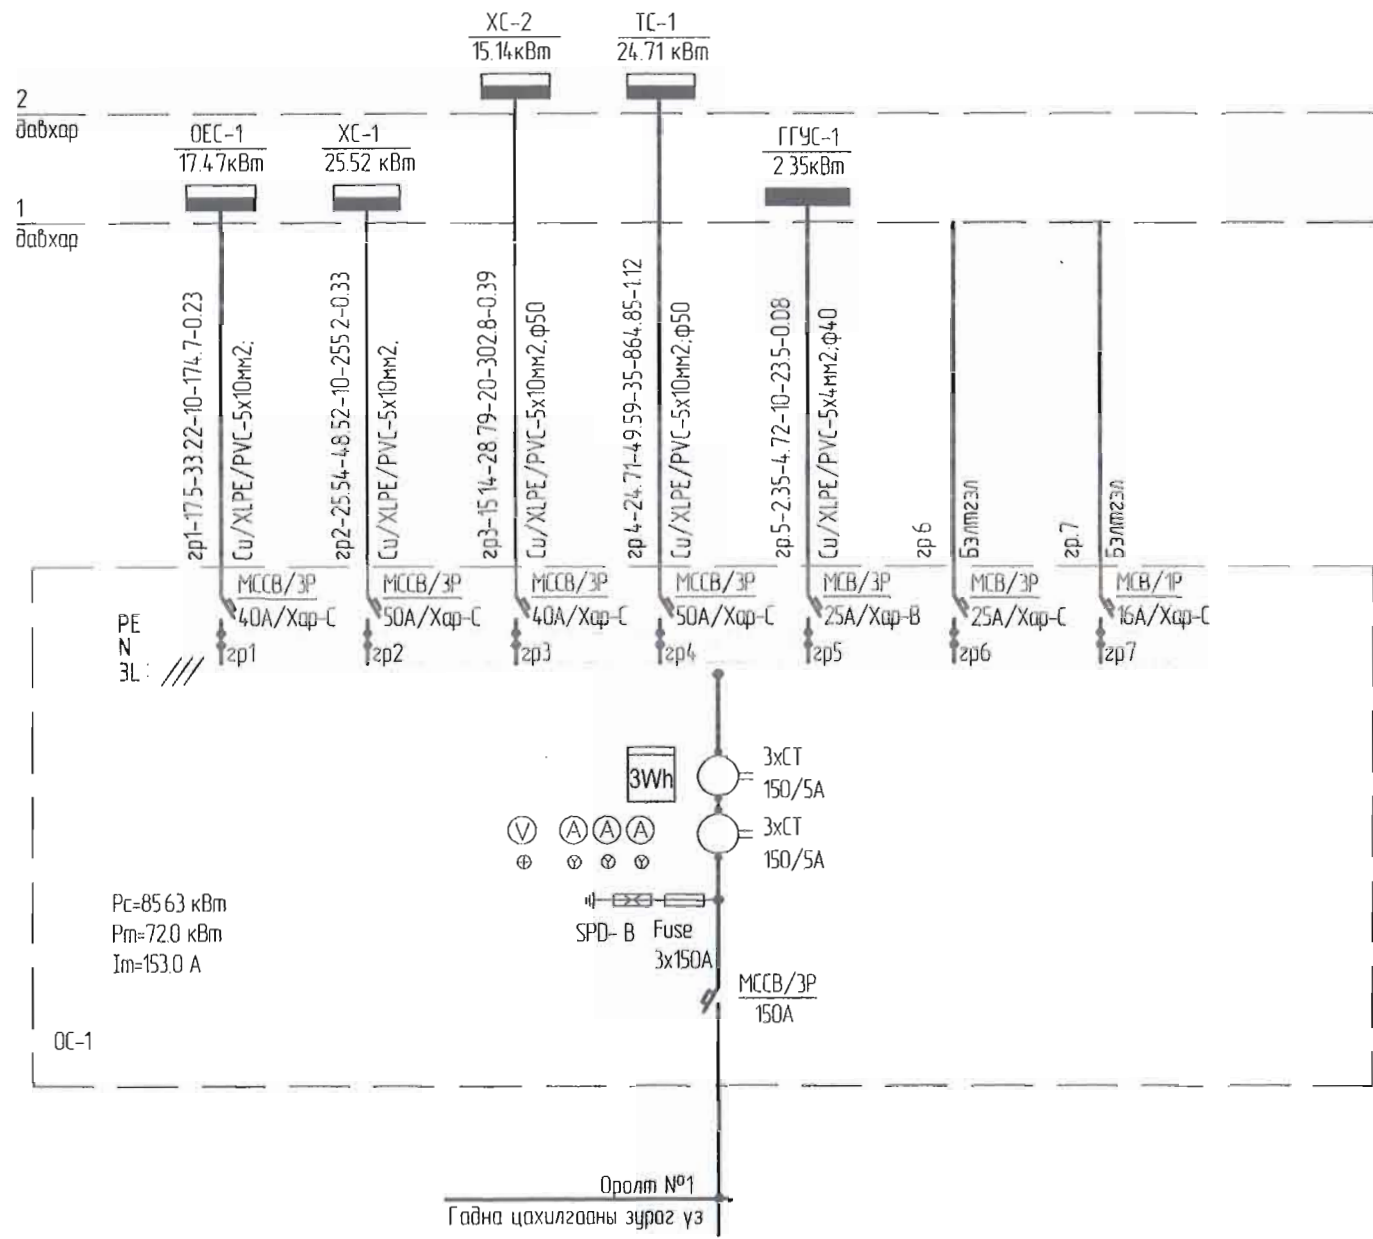 ХС-2
15.14кВт
ТС-1
24.71 кВт
2
давхар
ОЕС-1
17.47кВт
ХС-1
25.52 кВт
ГГУС-1
2 35кВт
1
давхар
гр1-17.5-33.22-10-174.7-0.23
Cu/XLPE/PVC-5x10мм2;
гр2-25.54-48.52-10-255 2-0.33
Cu/XLPE/PVC-5x10мм2,
гр3-15 14-28.79-20-302.8-0.39
Cu/XLPE/PVC-5x10мм2,ф50
гр 4-24.71-49.59-35-864.85-1.12
Cu/XLPE/PVC-5x10мм2;ф50
гр.5-2.35-4.72-10-23.5-0.08
Cu/XLPE/PVC-5x4мм2;ф40
гр 6
Бэлтгэл
гр.7
Бэлтгэл
MCCB/3P
40A/Хар-C
MCCB/3P
50A/Хар-C
MCCB/3P
40A/Хар-C
MCCB/3P
50A/Хар-C
MCB/3P
25A/Хар-B
MCB/3P
25A/Хар-C
MCB/1P
16A/Хар-C
PE
N
3L :
гр1
гр2
гр3
гр4
гр5
гр6
гр7
3Wh
3xCT
150/5A
V
A
A
A
3xCT
150/5A
Pc=85 63 кВт
Pm=72.0 кВт
Im=153.0 A
SPD- B
Fuse
3x150A
MCCB/3P
150A
ОС-1
Оролт №1
Гадна цахилгааны зураг үз